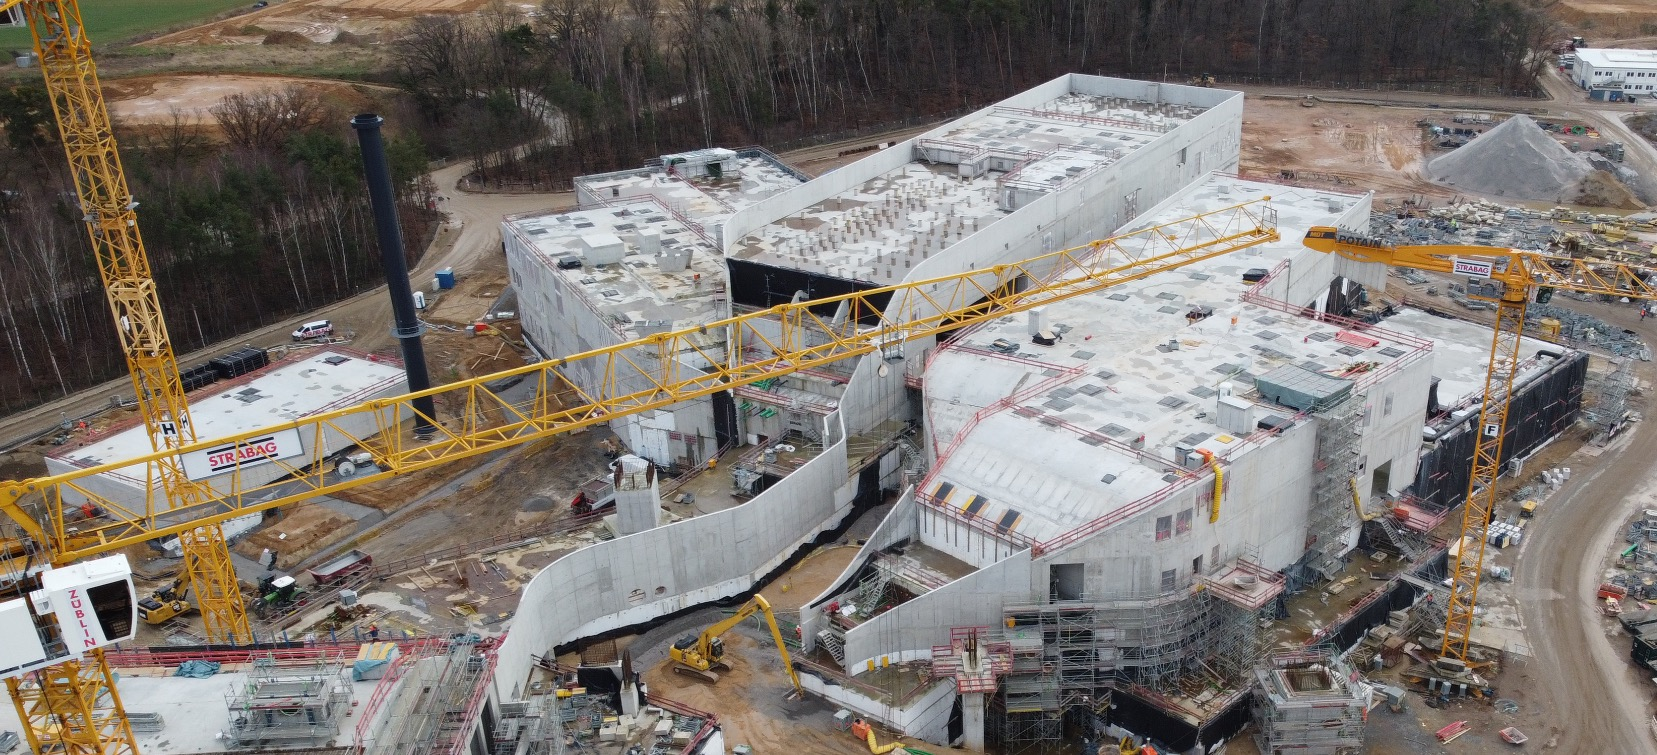 H
STRABAG
ZÜBLIN
POTAIN
STRABAG
F